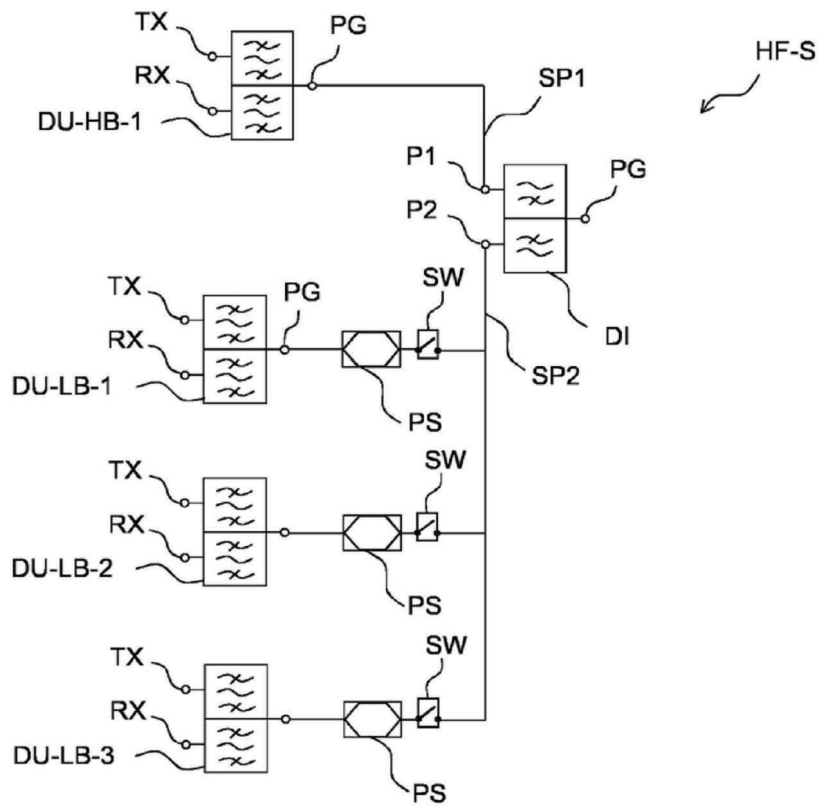 TX
PG
HF-S
RX
SP1
DU-HB-1
P1
PG
P2
TX
PG
SW
DI
RX
SP2
DU-LB-1
PS
TX
SW
RX
DU-LB-2
PS
TX
SW
RX
DU-LB-3
PS